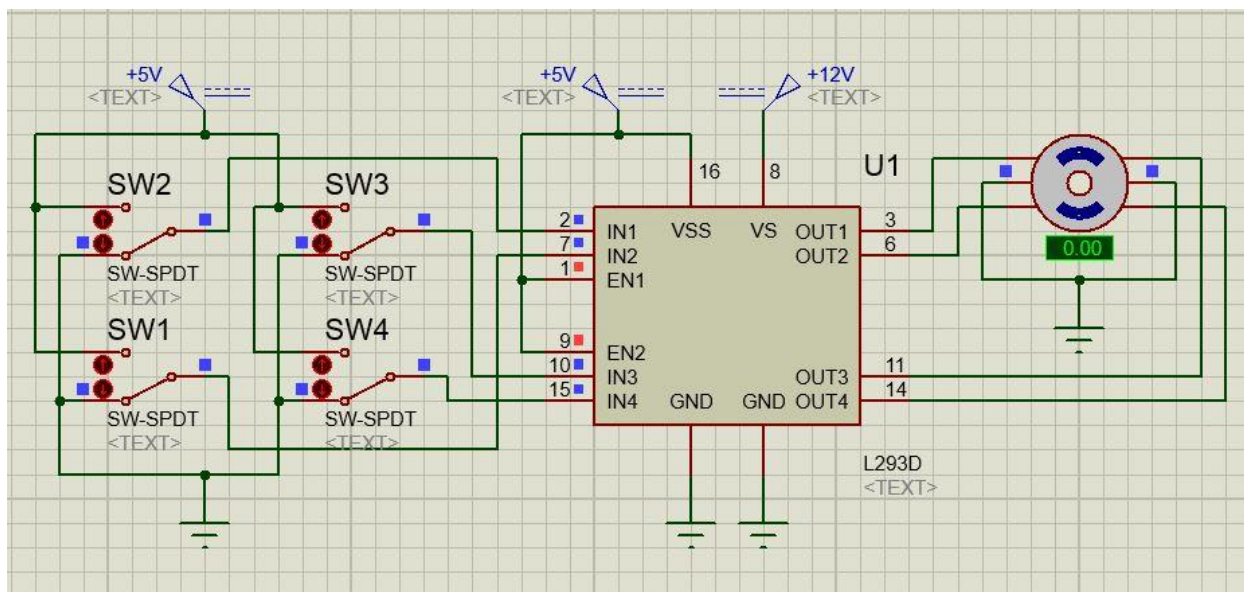 +5V
<TEXT>
+5V
<TEXT>
+12V
<TEXT>
SW2
SW-SPDT
<TEXT>
SW3
SW-SPDT
<TEXT>
SW1
SW-SPDT
<TEXT>
SW4
SW-SPDT
<TEXT>
U1
16
8
2 IN1 VSS VS OUT1 3
7 IN2 OUT2 6
1 EN1
9 EN2
10 IN3 OUT3 11
15 IN4 GND GND OUT4 14
L293D
<TEXT>
0.00